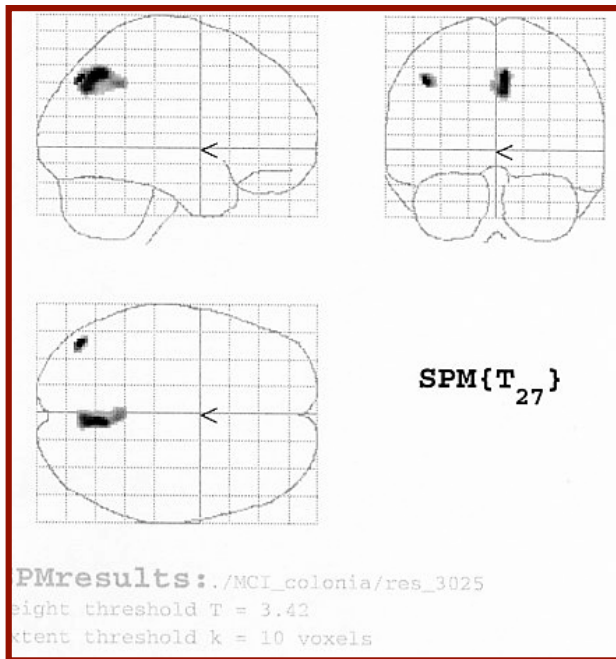 SPM{T27}
SPMresults:./MCI_colonia/res_3025
eight threshold T = 3.42
xtent threshold k = 10 voxels